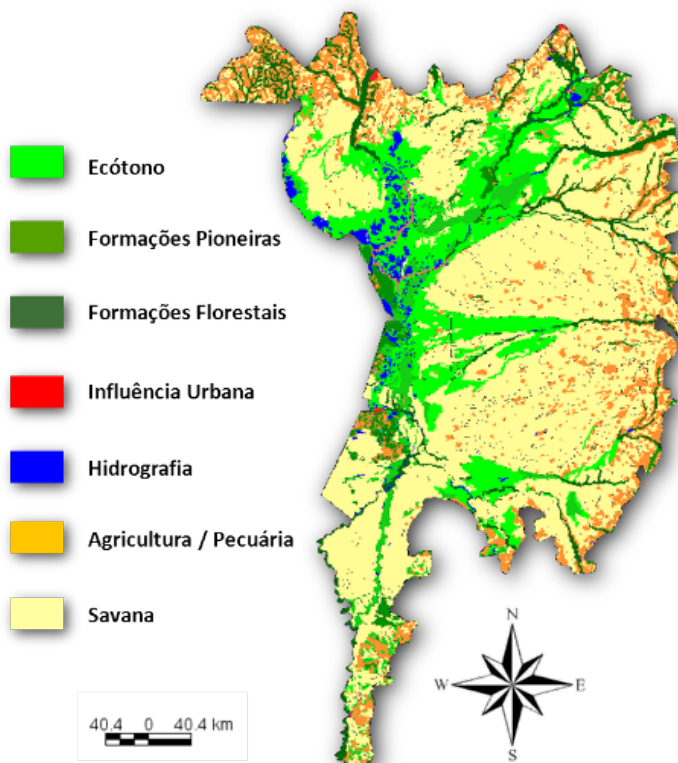 Ecótono
Formações Pioneiras
Formações Florestais
Influência Urbana
Hidrografia
Agricultura / Pecuária
Savana
N
W E
S
40,4 0 40,4 km